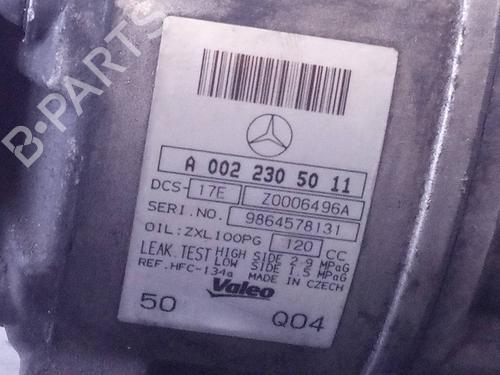 B-PARTS
A 002 230 50 11
DCS- 17E Z0006496A
SERI.NO. 9864578131
OIL:ZXL100PG 120 CC
LEAK.TEST HIGH SIDE 2.9 MPaG
LOW SIDE 1.5 MPaG
REF.HFC-134a MADE IN CZECH
Valeo
50 Q04